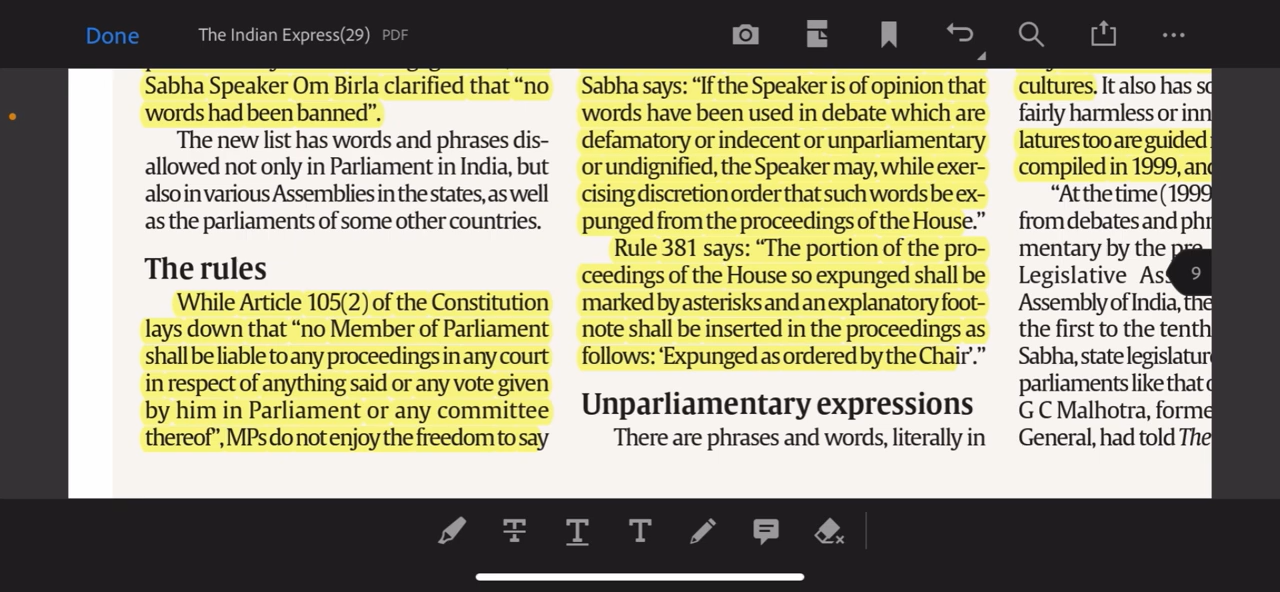 Done
The Indian Express(29) PDF
Sabha Speaker Om Birla clarified that “no
words had been banned”.
The new list has words and phrases dis-
allowed not only in Parliament in India, but
also in various Assemblies in the states, as well
as the parliaments of some other countries.
The rules
While Article 105(2) of the Constitution
lays down that “no Member of Parliament
shall be liable to any proceedings in any court
in respect of anything said or any vote given
by him in Parliament or any committee
thereof”, MPs do not enjoy the freedom to say
Sabha says: “If the Speaker is of opinion that
words have been used in debate which are
defamatory or indecent or unparliamentary
or undignified, the Speaker may, while exer-
cising discretion order that such words be ex-
punged from the proceedings of the House.”
Rule 381 says: “The portion of the pro-
ceedings of the House so expunged shall be
marked by asterisks and an explanatory foot-
note shall be inserted in the proceedings as
follows: ‘Expunged as ordered by the Chair’.”
Unparliamentary expressions
There are phrases and words, literally in
cultures. It also has
fairly harmless or
latures too are guided
compiled in 1999,
“At the time (1999
from debates and
mentary by the
Legislative
Assembly of India,
the first to the tenth
Sabha, state
parliaments like that
G C Malhotra,
General, had told The
9